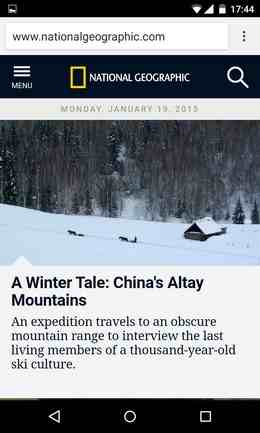 17:44
www.nationalgeographic.com
MENU
NATIONAL GEOGRAPHIC
MONDAY, JANUARY 19, 2015
A Winter Tale: China's Altay
Mountains
An expedition travels to an obscure
mountain range to interview the last
living members of a thousand-year-old
ski culture.